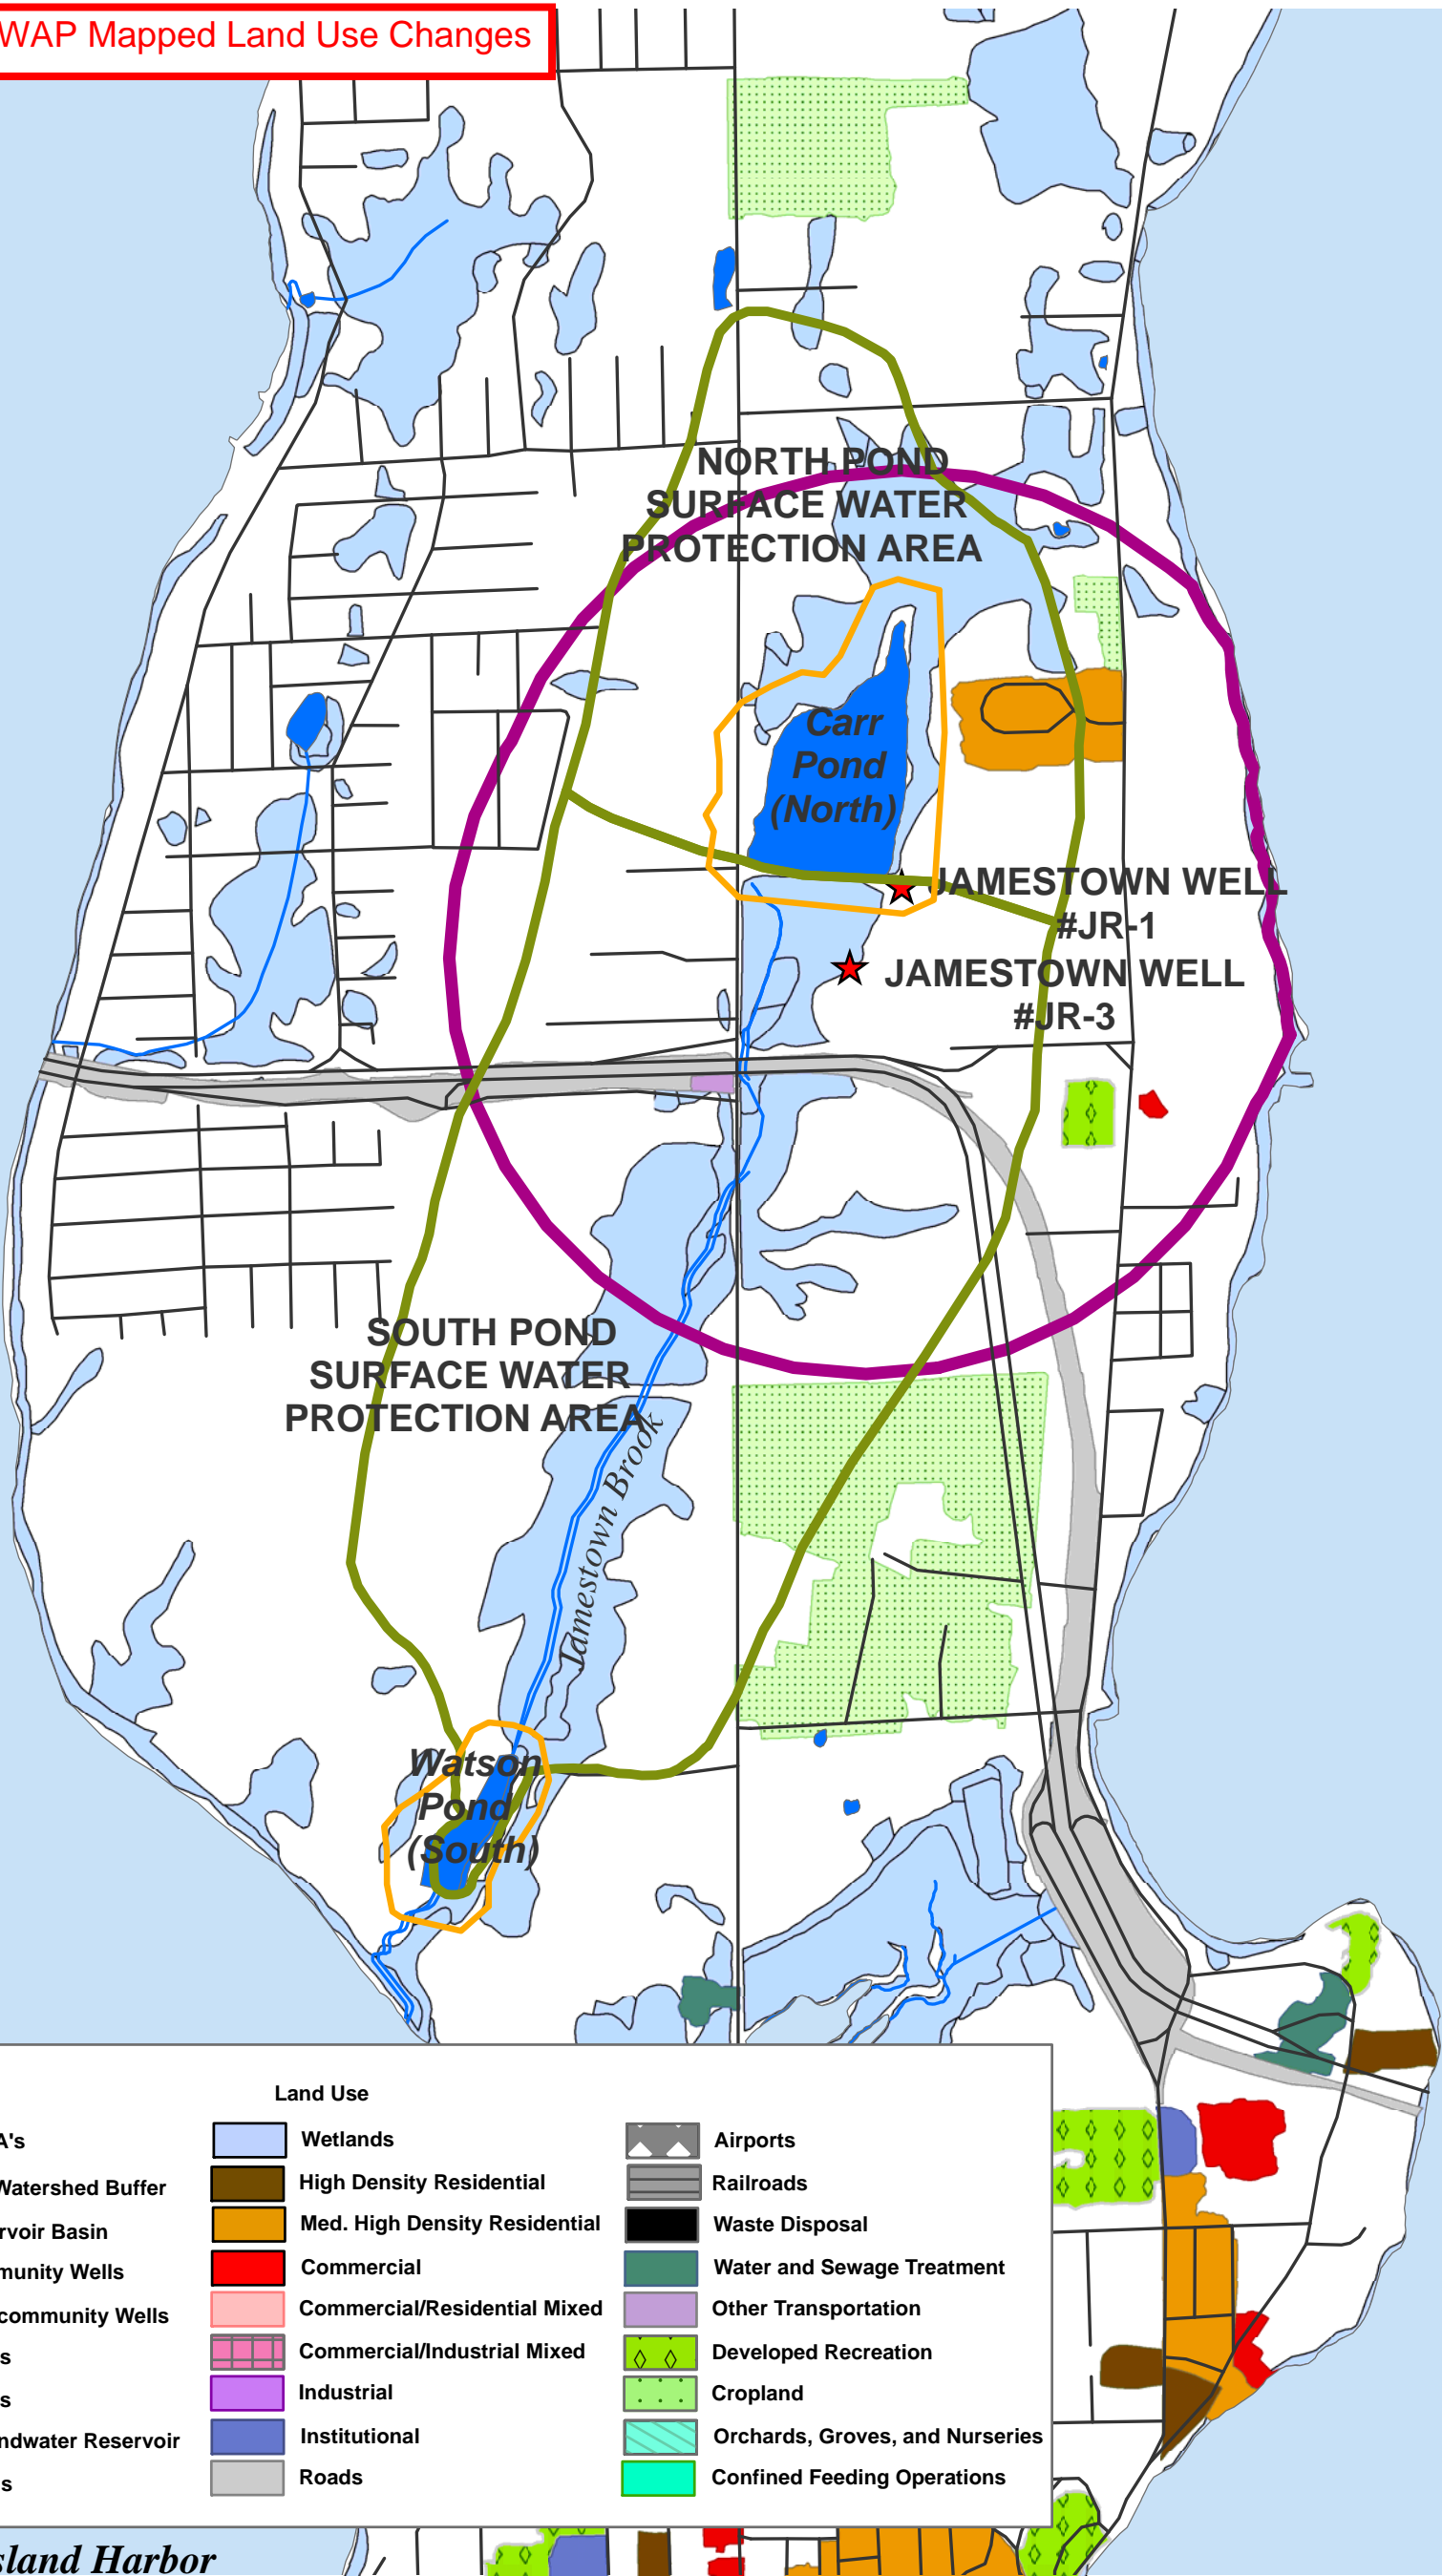 WAP Mapped Land Use Changes
NORTH POND
SURFACE WATER
PROTECTION AREA
Carr
Pond
(North)
JAMESTOWN WELL
#JR-1
JAMESTOWN WELL
#JR-3
SOUTH POND
SURFACE WATER
PROTECTION AREA
Jamestown Brook
Watson
Pond
(South)
Land Use
A's
Watershed Buffer
rvoir Basin
munity Wells
community Wells
s
s
ndwater Reservoir
s
Wetlands
High Density Residential
Med. High Density Residential
Commercial
Commercial/Residential Mixed
Commercial/Industrial Mixed
Industrial
Institutional
Roads
Airports
Railroads
Waste Disposal
Water and Sewage Treatment
Other Transportation
Developed Recreation
Cropland
Orchards, Groves, and Nurseries
Confined Feeding Operations
sland Harbor